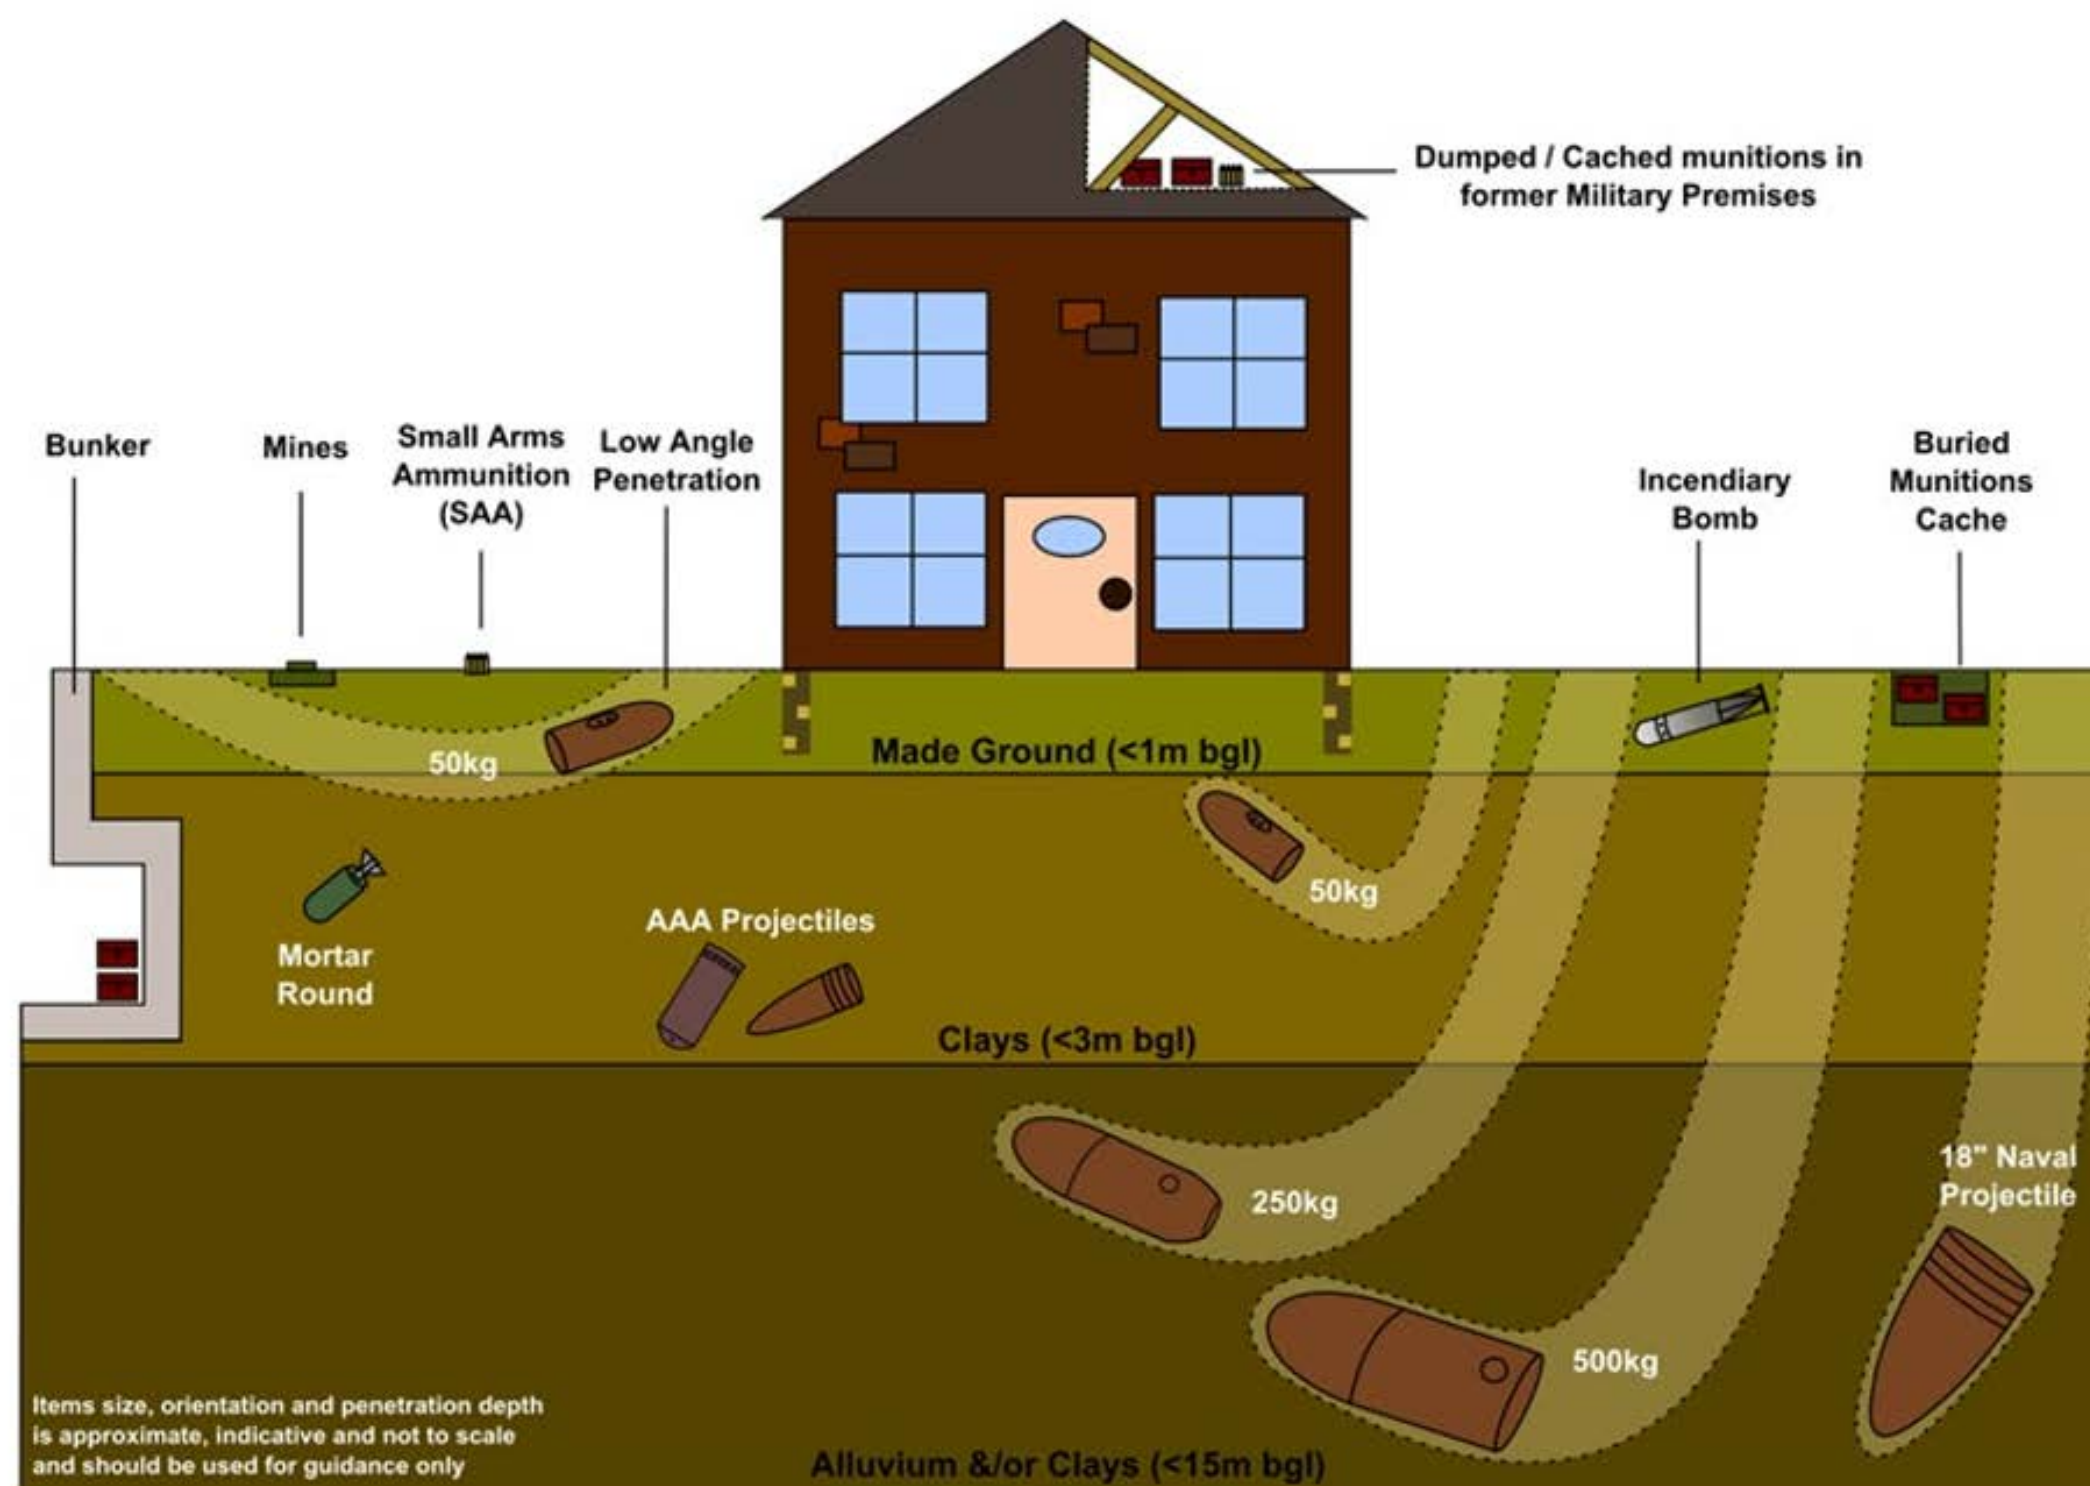 Dumped / Cached munitions in
former Military Premises
Bunker
Mines
Small Arms
Ammunition
(SAA)
Low Angle
Penetration
Incendiary
Bomb
Buried
Munitions
Cache
50kg
Made Ground (<1m bgl)
50kg
Mortar
Round
AAA Projectiles
Clays (<3m bgl)
250kg
18" Naval
Projectile
500kg
Items size, orientation and penetration depth
is approximate, indicative and not to scale
and should be used for guidance only
Alluvium &/or Clays (<15m bgl)